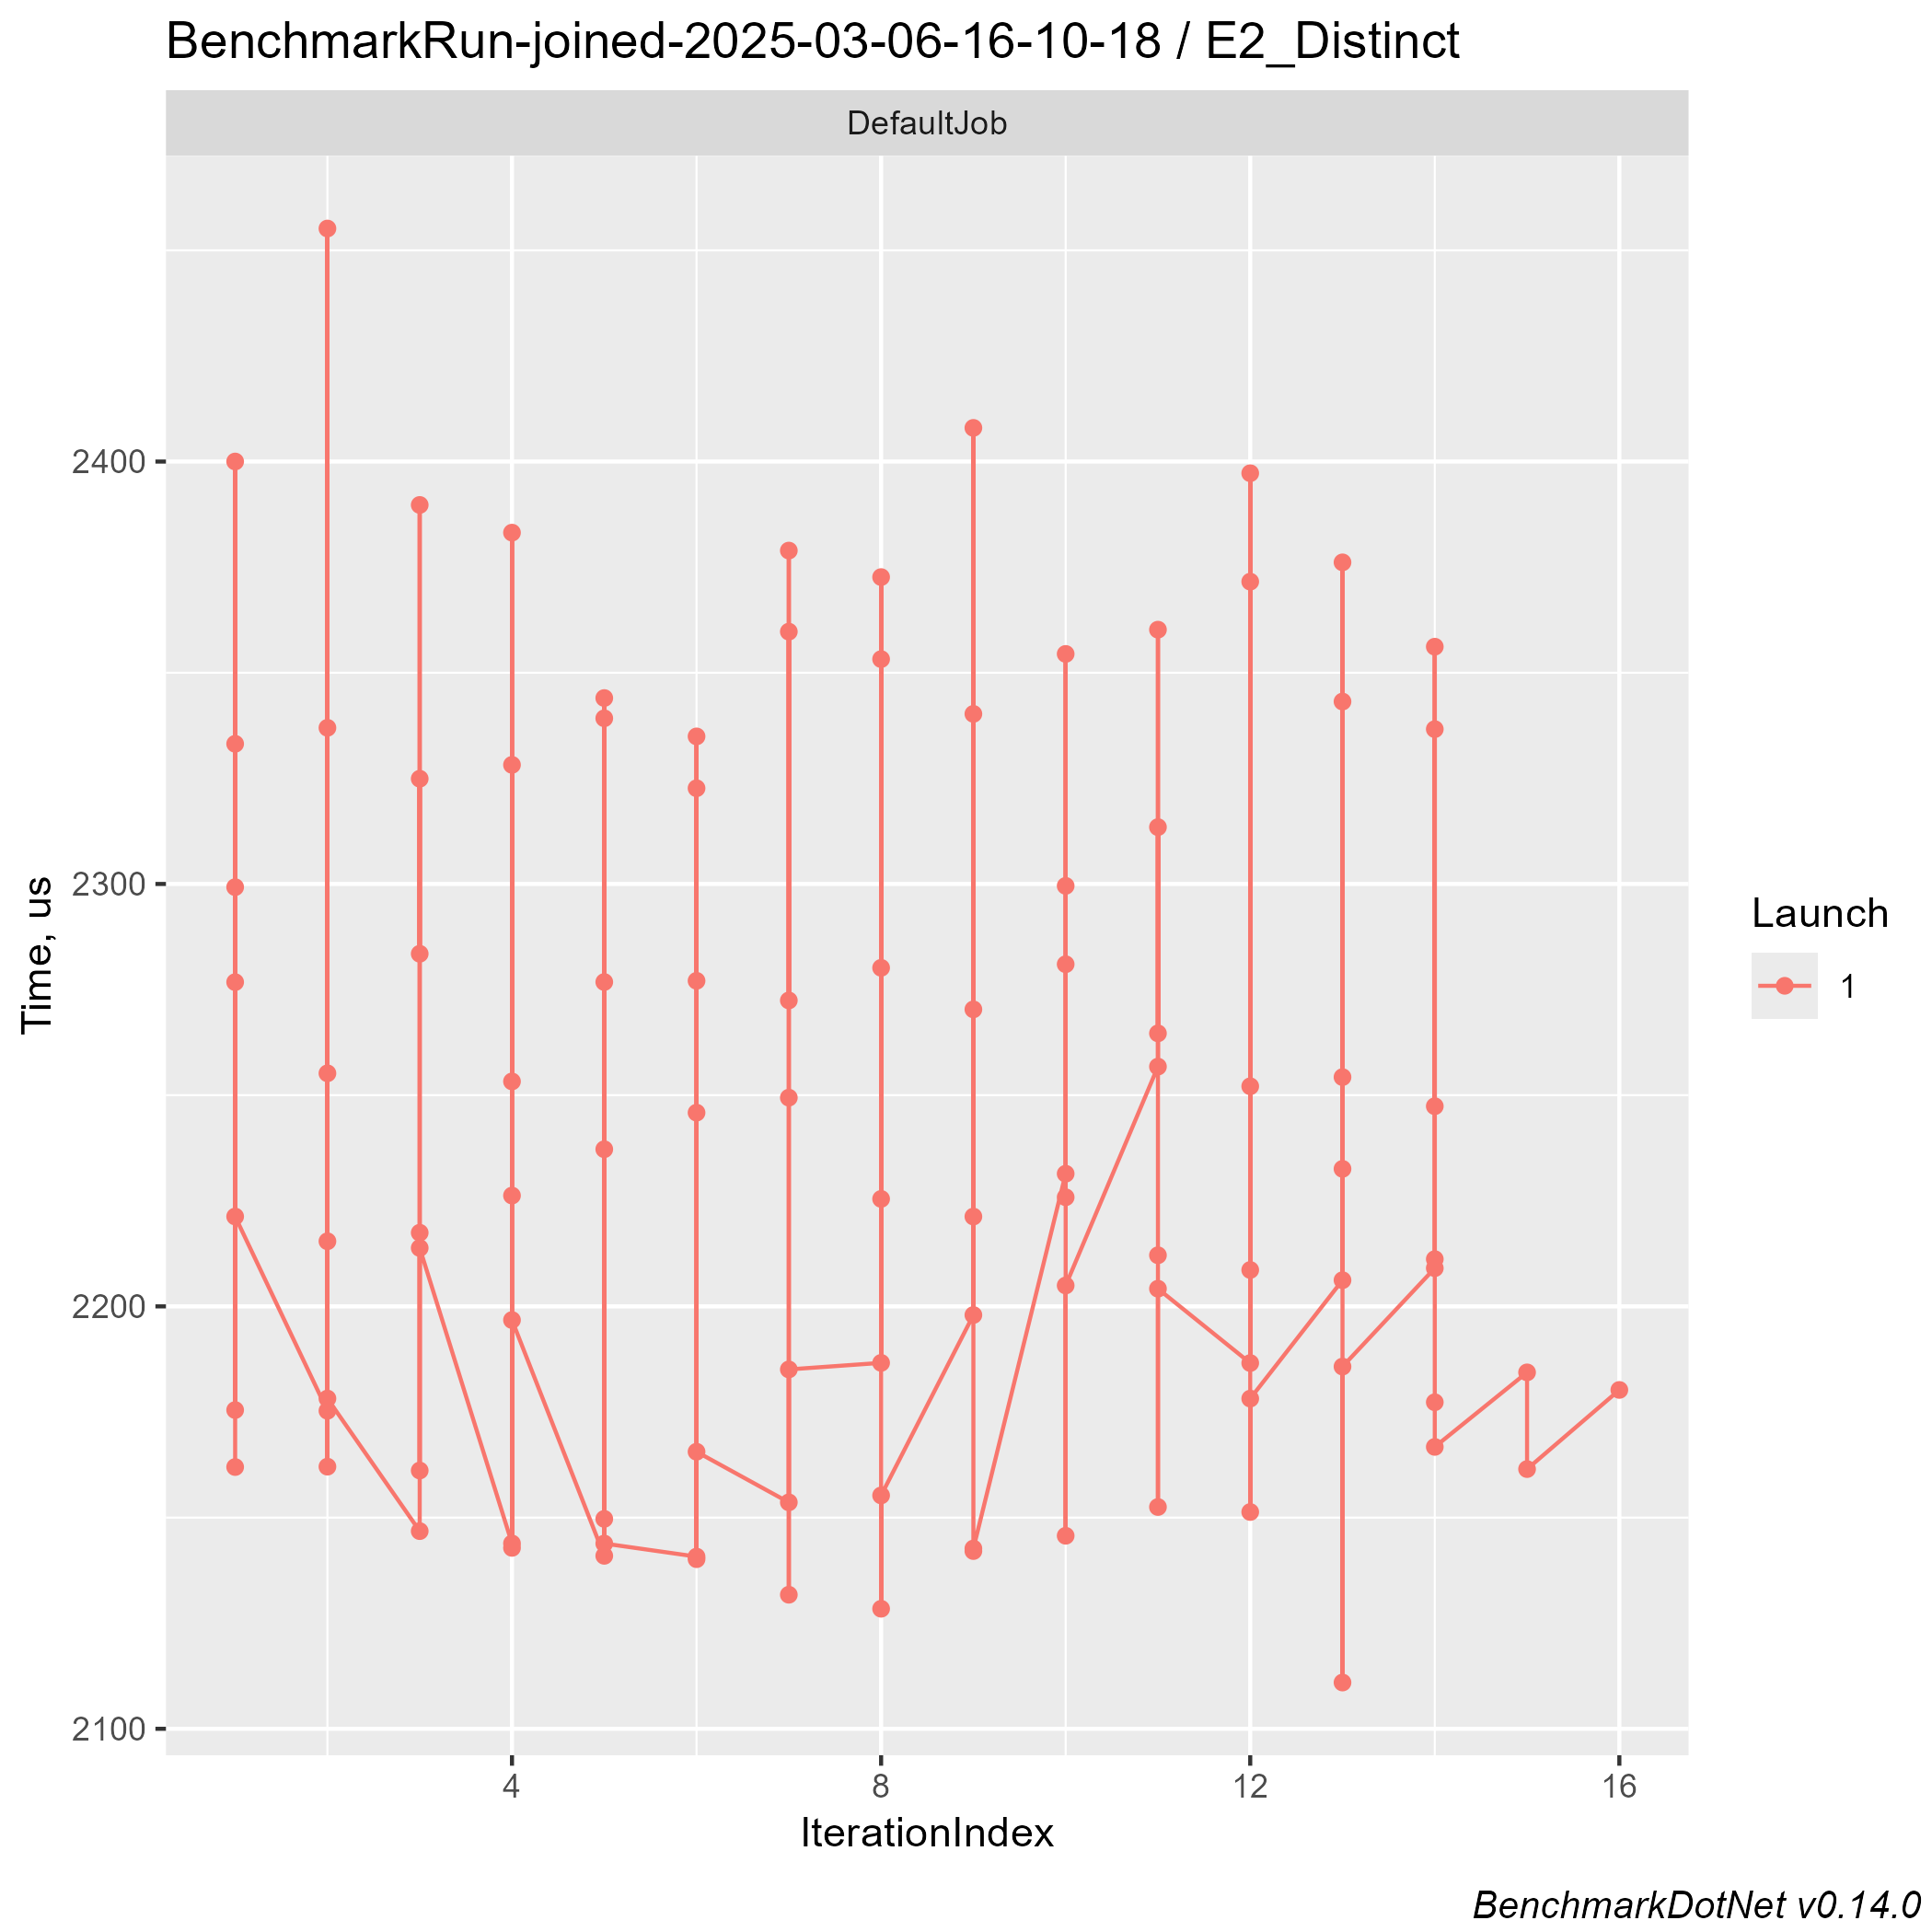 BenchmarkRun-joined-2025-03-06-16-10-18 / E2_Distinct
DefaultJob
2400
2300
2200
2100
Time, us
4
8
12
16
IterationIndex
Launch
1
BenchmarkDotNet v0.14.0